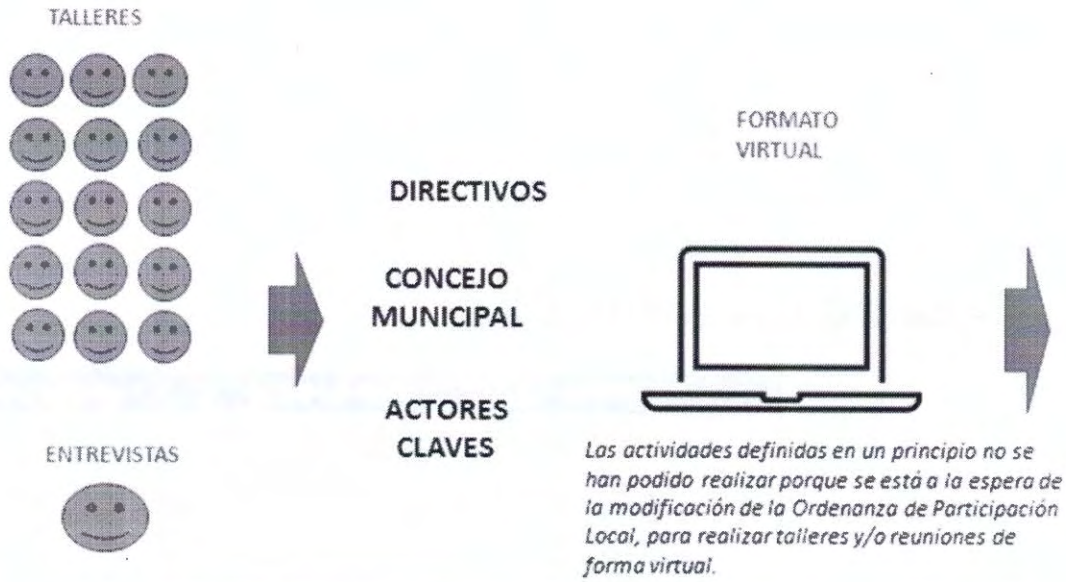 TALLERES
FORMATO
VIRTUAL
DIRECTIVOS
CONCEJO
MUNICIPAL
ACTORES
CLAVES
ENTREVISTAS
Las actividades definidas en un principio no se
han podido realizar porque se está a la espera de
la modificación de la Ordenanza de Participación
Local, para realizar talleres y/o reuniones de
forma virtual.